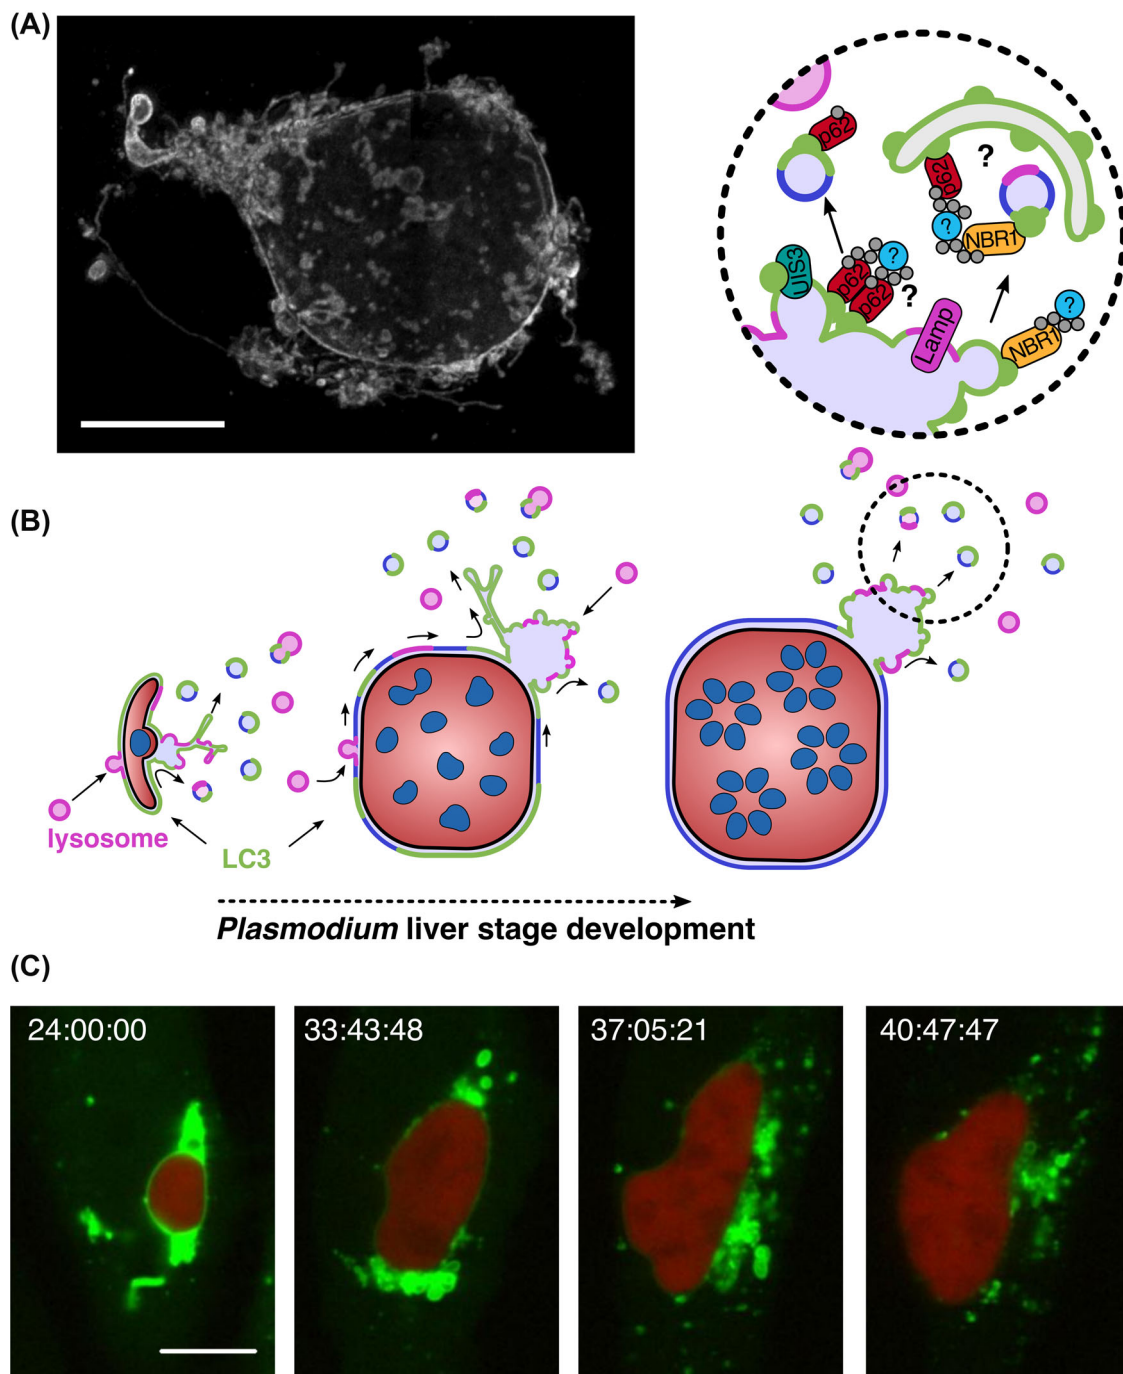 (A)
p62
?
p62
?
NBR1
UIS3
?
p62
p62
?
Lamp
?
NBR1
(B)
lysosome
LC3
Plasmodium liver stage development
(C)
24:00:00
33:43:48
37:05:21
40:47:47